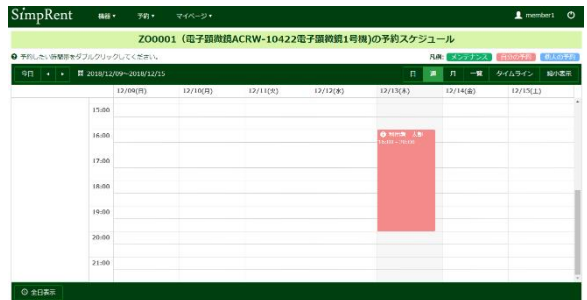 SimpRent 機器▾ 予約▾ マイページ▾ member1
Z00001（電子顕微鏡ACRW-10422電子顕微鏡1号機)の予約スケジュール
予約したい時間帯をダブルクリックしてください。 凡例: メンテナンス 自分の予約 他人の予約
今日 2018/12/09～2018/12/15 日 週 月 一覧 タイムライン 縮小表示
12/09(日) 12/10(月) 12/11(火) 12/12(水) 12/13(木) 12/14(金) 12/15(土)
15:00
16:00
太郎
16:00 - 20:00
17:00
18:00
19:00
20:00
21:00
全日表示